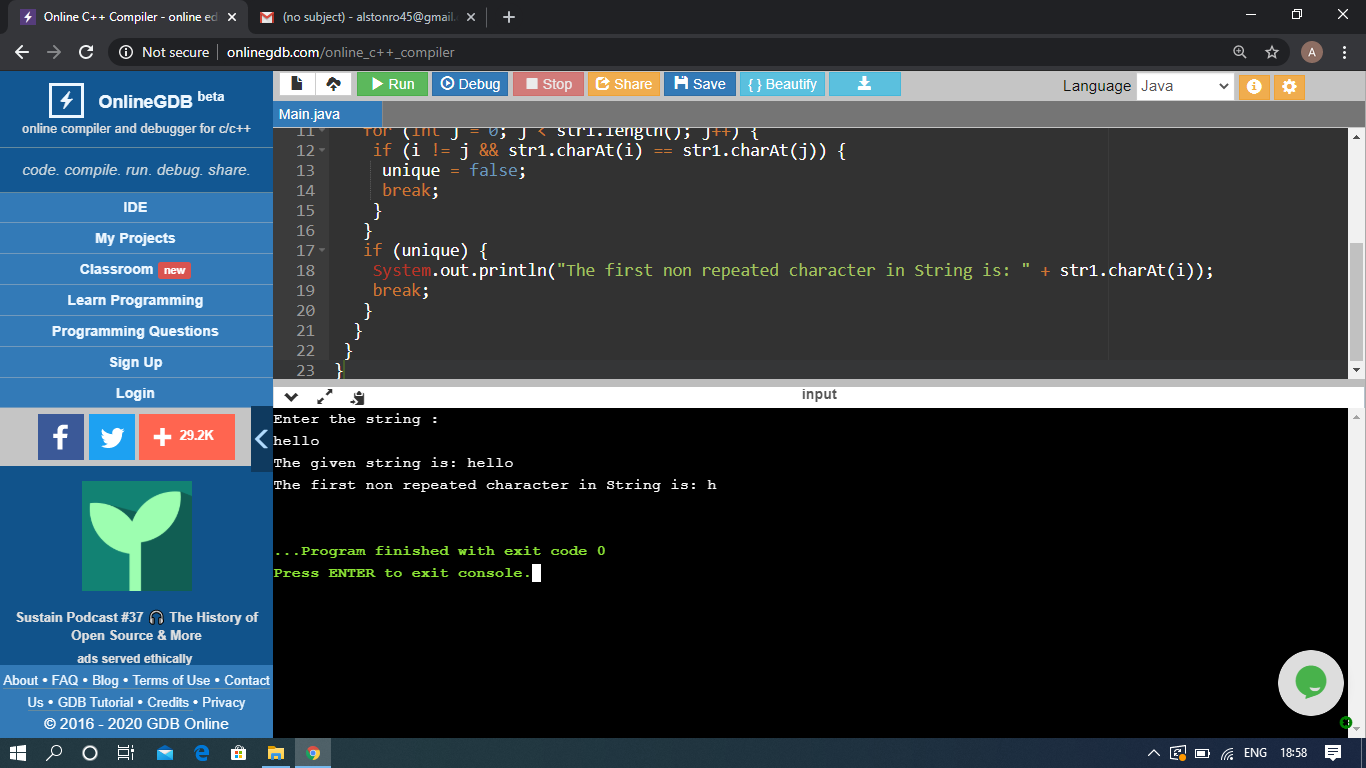 Online C++ Compiler - online ed
(no subject) - alstonro45@gmail.
Not secure | onlinegdb.com/online_c++_compiler
A
OnlineGDB beta
online compiler and debugger for c/c++
code. compile. run. debug. share.
IDE
My Projects
Classroom new
Learn Programming
Programming Questions
Sign Up
Login
f
29.2K
Sustain Podcast #37 🎧 The History of
Open Source & More
ads served ethically
About • FAQ • Blog • Terms of Use • Contact
Us • GDB Tutorial • Credits • Privacy
© 2016 - 2020 GDB Online
Run Debug Stop Share Save { } Beautify
Language Java
Main.java
11 for (int j = 0; j < str1.length(); j++) {
12 if (i != j && str1.charAt(i) == str1.charAt(j)) {
13 unique = false;
14 break;
15 }
16 }
17 if (unique) {
18 System.out.println("The first non repeated character in String is: " + str1.charAt(i));
19 break;
20 }
21 }
22 }
23 }
input
Enter the string :
hello
The given string is: hello
The first non repeated character in String is: h
...Program finished with exit code 0
Press ENTER to exit console.
ENG 18:58